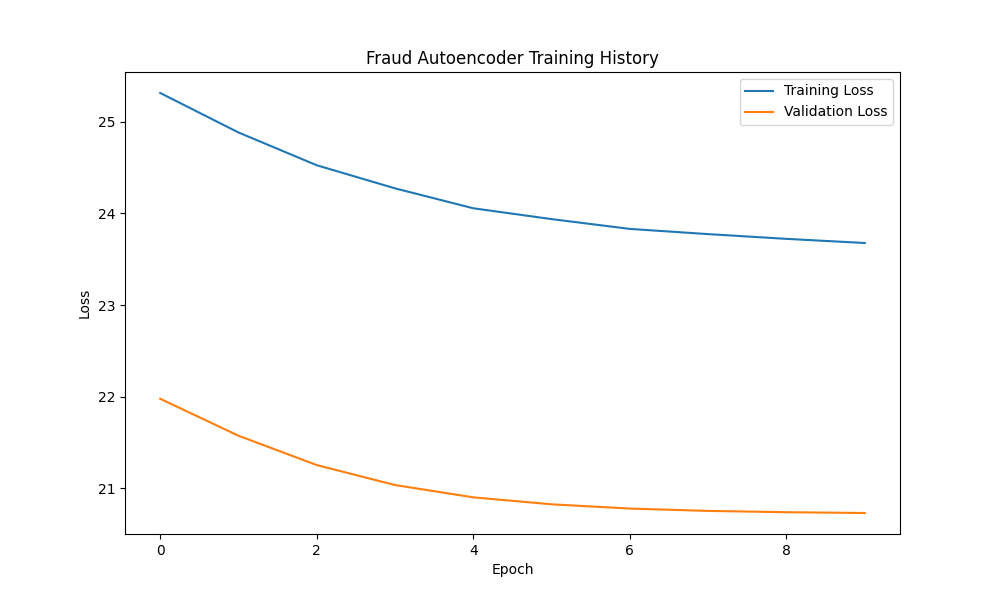 Fraud Autoencoder Training History
Training Loss
Validation Loss
25
24
23
22
21
Loss
0 2 4 6 8
Epoch